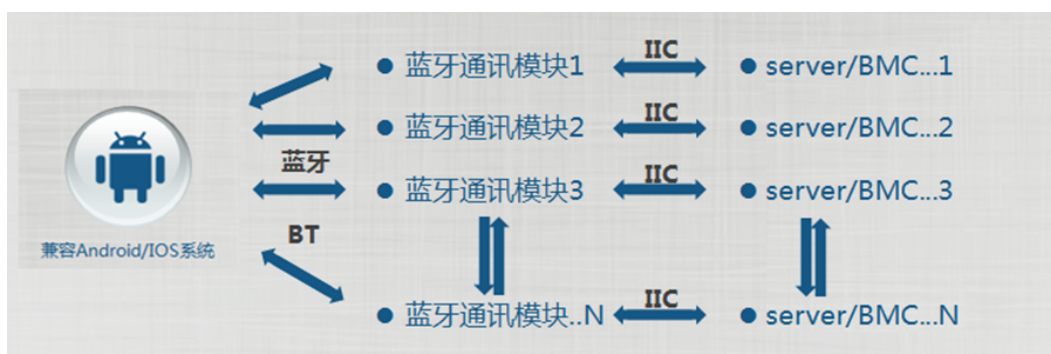 ● 蓝牙通讯模块1 IIC ● server/BMC...1
● 蓝牙通讯模块2 IIC ● server/BMC...2
蓝牙
● 蓝牙通讯模块3 IIC ● server/BMC...3
BT
兼容Android/IOS系统
● 蓝牙通讯模块..N IIC ● server/BMC...N